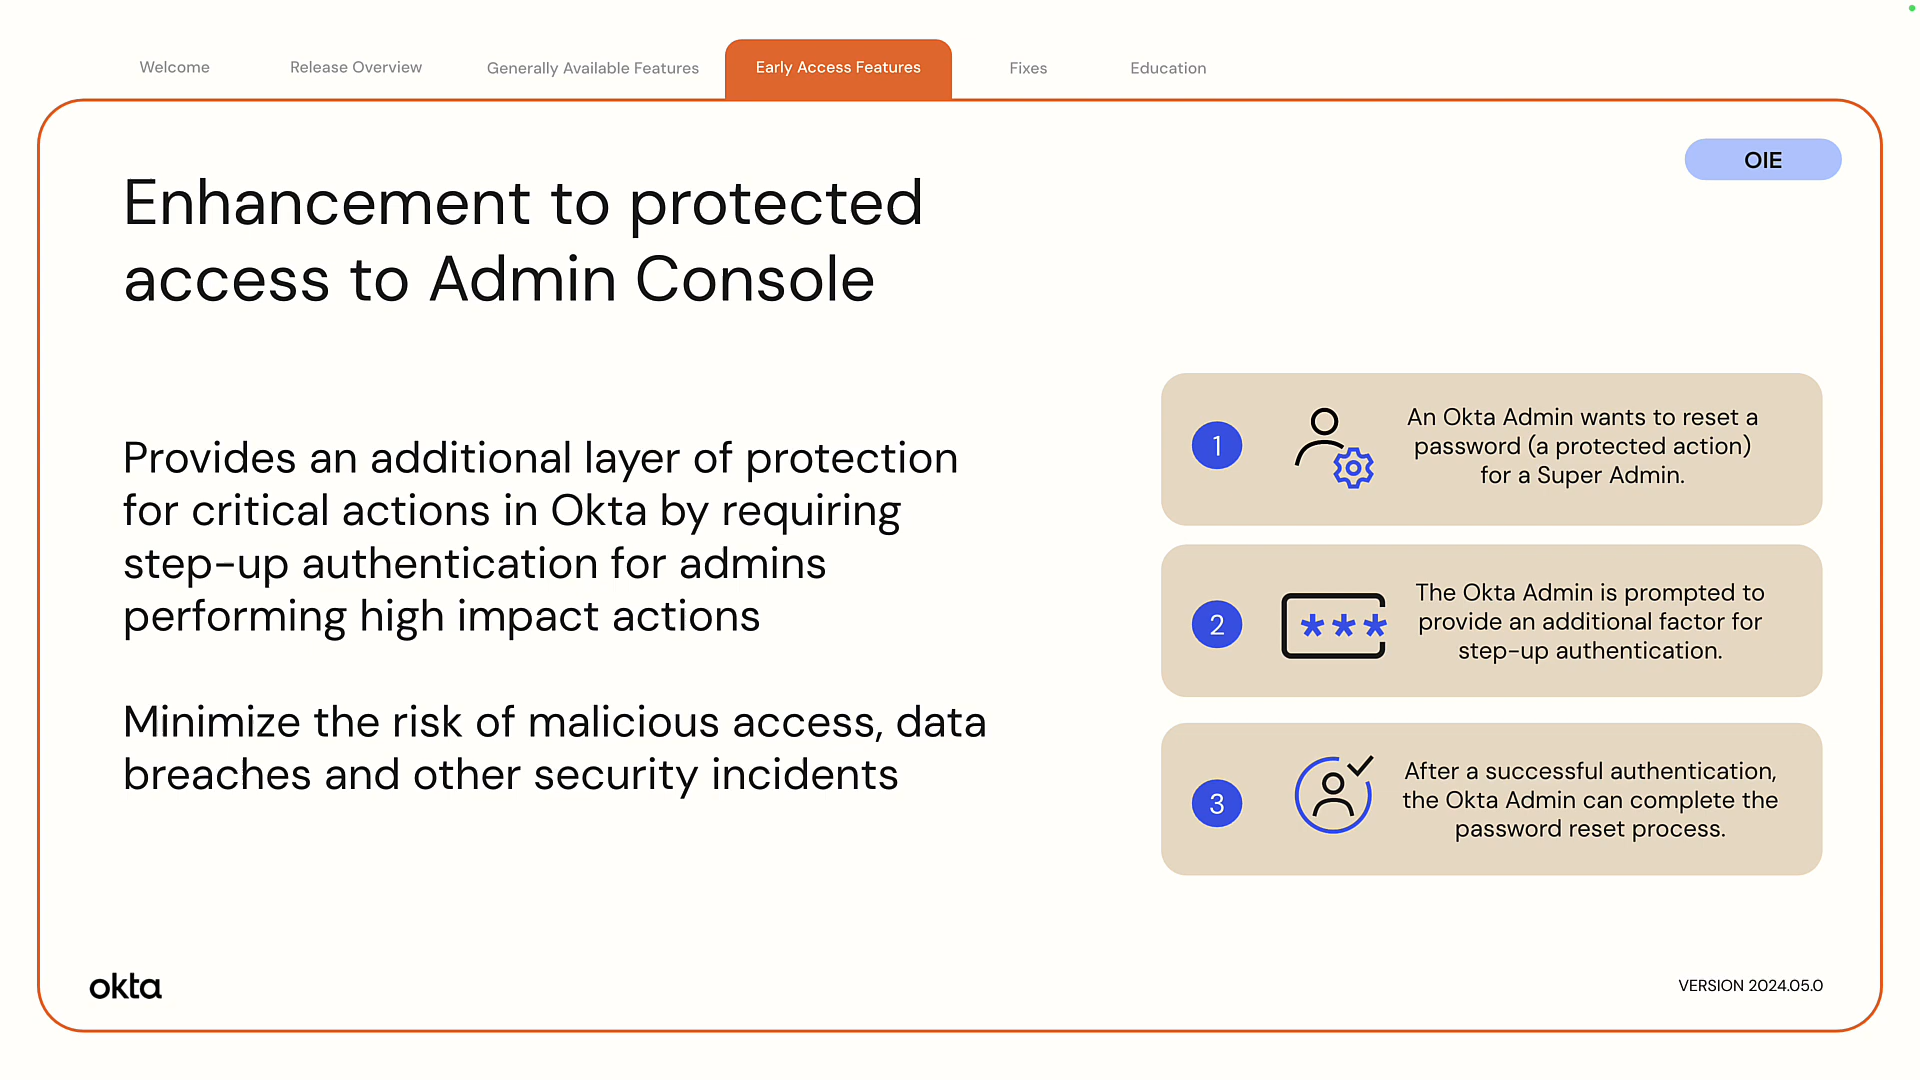 Welcome
Release Overview
Generally Available Features
Early Access Features
Fixes
Education
OIE
Enhancement to protected
access to Admin Console
Provides an additional layer of protection
for critical actions in Okta by requiring
step-up authentication for admins
performing high impact actions
Minimize the risk of malicious access, data
breaches and other security incidents
1
An Okta Admin wants to reset a
password (a protected action)
for a Super Admin.
2
***
The Okta Admin is prompted to
provide an additional factor for
step-up authentication.
3
After a successful authentication,
the Okta Admin can complete the
password reset process.
okta
VERSION 2024.05.0